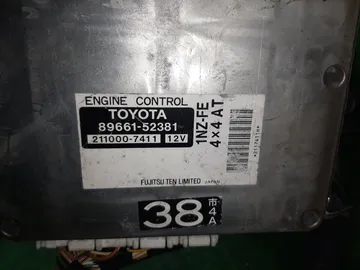 ENGINE CONTROL
TOYOTA
89661-52381
211000-7411 12V
1NZ-FE
4×4 AT
FUJITSU TEN LIMITED JAPAN
38
市
4
A